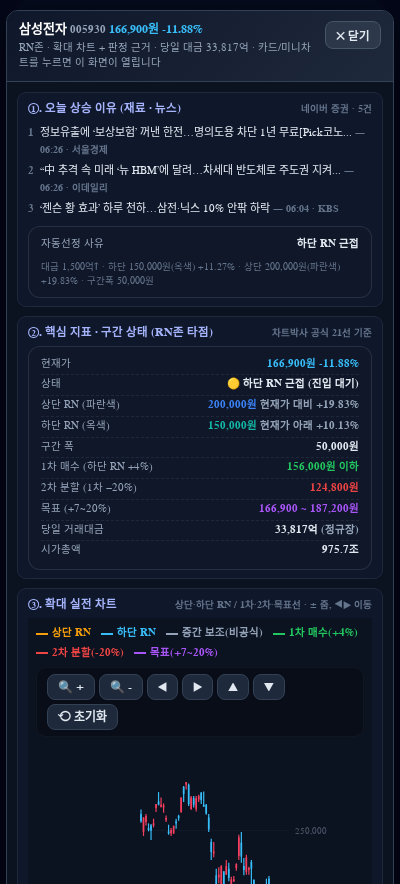 삼성전자 005930 166,900원 -11.88%
RN존 · 확대 차트 + 판정 근거 · 당일 대금 33,817억 · 카드/미니차
트를 누르면 이 화면이 열립니다
✕ 닫기
①. 오늘 상승 이유 (재료 · 뉴스)
네이버 증권 · 5건
1 정보유출에 ‘보상보험’ 꺼낸 한전…명의도용 차단 1년 무료[Pick코노... —
06:26 · 서울경제
2 “中 추격 속 미래 ‘뉴 HBM’에 달려…차세대 반도체로 주도권 지켜... —
06:26 · 이데일리
3 ‘젠슨 황 효과’ 하루 천하…삼전·닉스 10% 안팎 하락 — 06:04 · KBS
자동선정 사유
하단 RN 근접
대금 1,500억↑ · 하단 150,000원(옥색) +11.27% · 상단 200,000원(파란색)
+19.83% · 구간폭 50,000원
②. 핵심 지표 · 구간 상태 (RN존 타점)
차트박사 공식 21선 기준
현재가 166,900원 -11.88%
상태 🟡 하단 RN 근접 (진입 대기)
상단 RN (파란색) 200,000원 현재가 대비 +19.83%
하단 RN (옥색) 150,000원 현재가 아래 +10.13%
구간 폭 50,000원
1차 매수 (하단 RN +4%) 156,000원 이하
2차 분할 (1차 −20%) 124,800원
목표 (+7~20%) 166,900 ~ 187,200원
당일 거래대금 33,817억 (정규장)
시가총액 975.7조
③. 확대 실전 차트
상단·하단 RN / 1차·2차·목표선 · ± 줌, ◀▶ 이동
— 상단 RN — 하단 RN — 중간 보조(비공식) — 1차 매수(+4%)
— 2차 분할(-20%) — 목표(+7~20%)
🔍 + 🔍 - ◀ ▶ ▲ ▼
⟲ 초기화
250,000